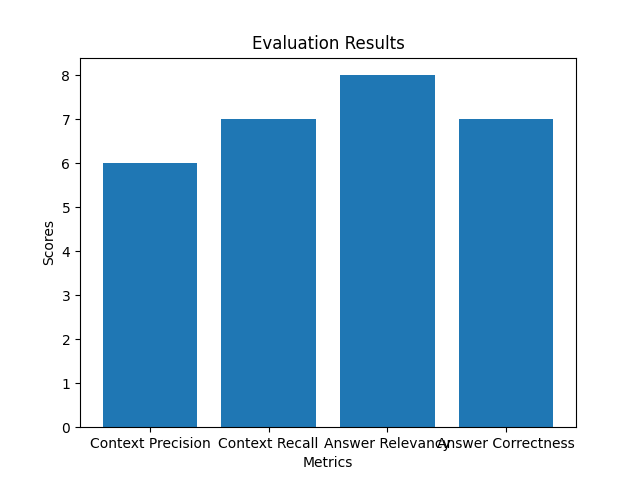 Evaluation Results
8
7
6
5
4
3
2
1
0
Scores
Context Precision
Context Recall
Answer Relevancy
Answer Correctness
Metrics